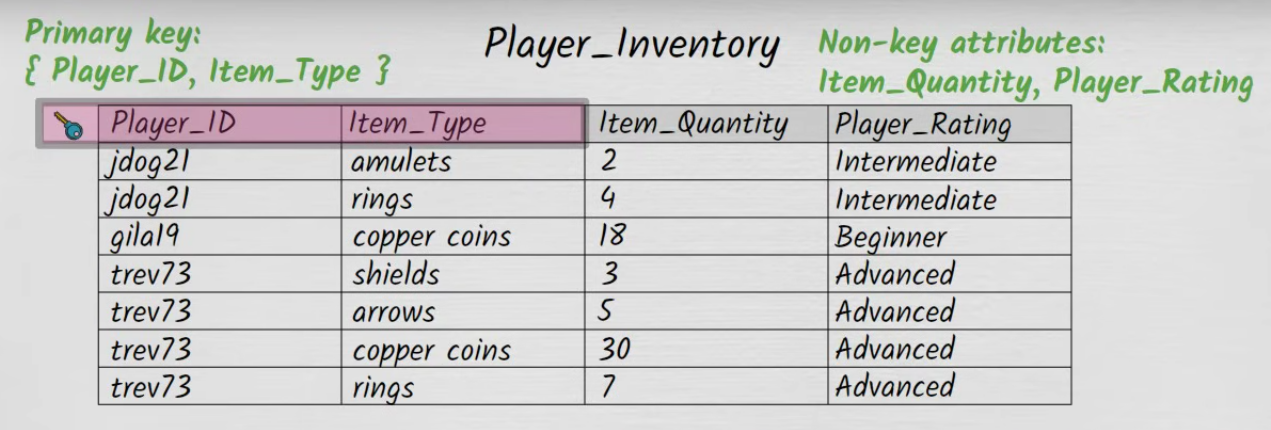 Primary key:
{ Player_ID, Item_Type }
Player_Inventory
Non-key attributes:
Item_Quantity, Player_Rating
Player_ID Item_Type Item_Quantity Player_Rating
jdog21 amulets 2 Intermediate
jdog21 rings 4 Intermediate
gila19 copper coins 18 Beginner
trev73 shields 3 Advanced
trev73 arrows 5 Advanced
trev73 copper coins 30 Advanced
trev73 rings 7 Advanced